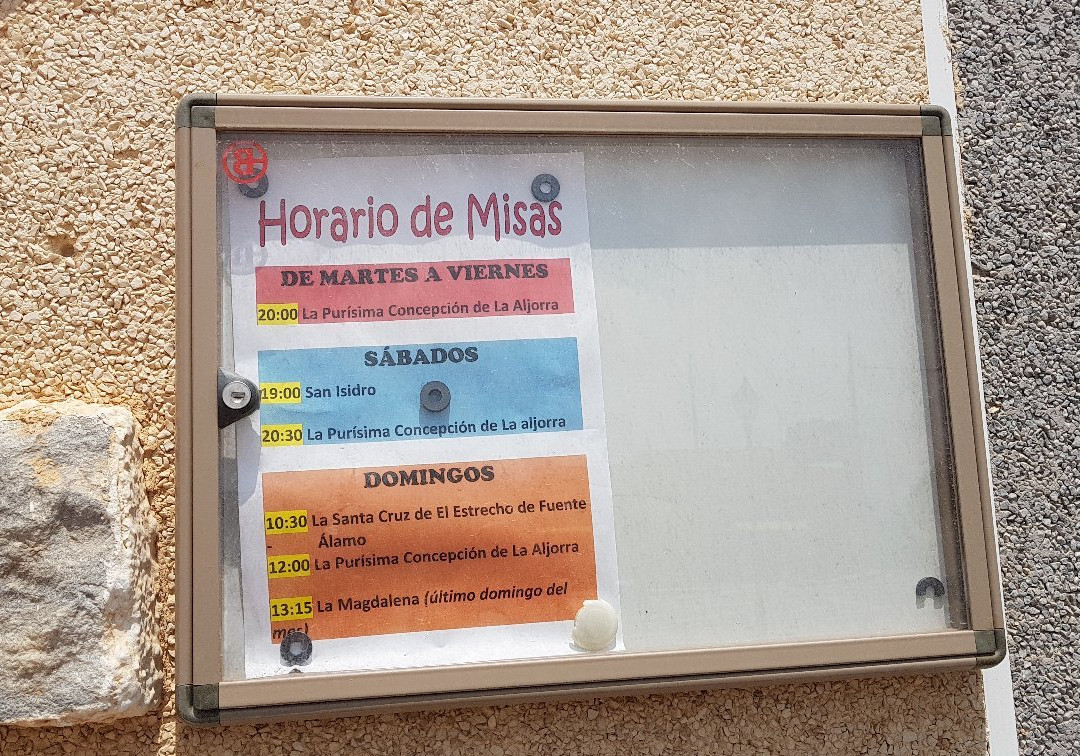 Horario de Misas
DE MARTES A VIERNES
20:00 La Purísima Concepción de La Aljorra
SÁBADOS
19:00 San Isidro
20:30 La Purísima Concepción de La aljorra
DOMINGOS
10:30 La Santa Cruz de El Estrecho de Fuente
- Álamo
12:00 La Purísima Concepción de La Aljorra
13:15 La Magdalena (último domingo del
mes)